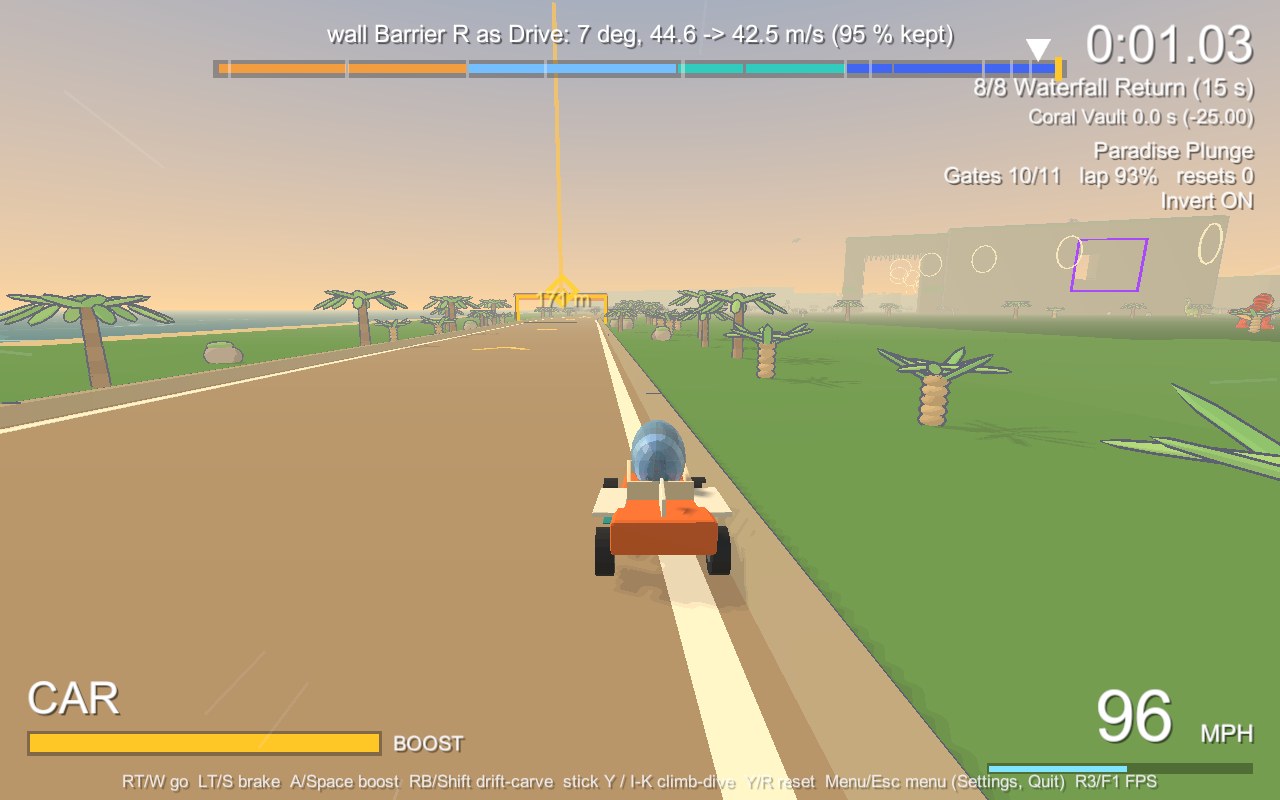 wall Barrier R as Drive: 7 deg, 44.6 -> 42.5 m/s (95 % kept)
0:01.03
8/8 Waterfall Return (15 s)
Coral Vault 0.0 s (-25.00)
Paradise Plunge
Gates 10/11 lap 93% resets 0
Invert ON
171 m
CAR
BOOST
96 MPH
RT/W go LT/S brake A/Space boost RB/Shift drift-carve stick Y / I-K climb-dive Y/R reset Menu/Esc menu (Settings, Quit) R3/F1 FPS